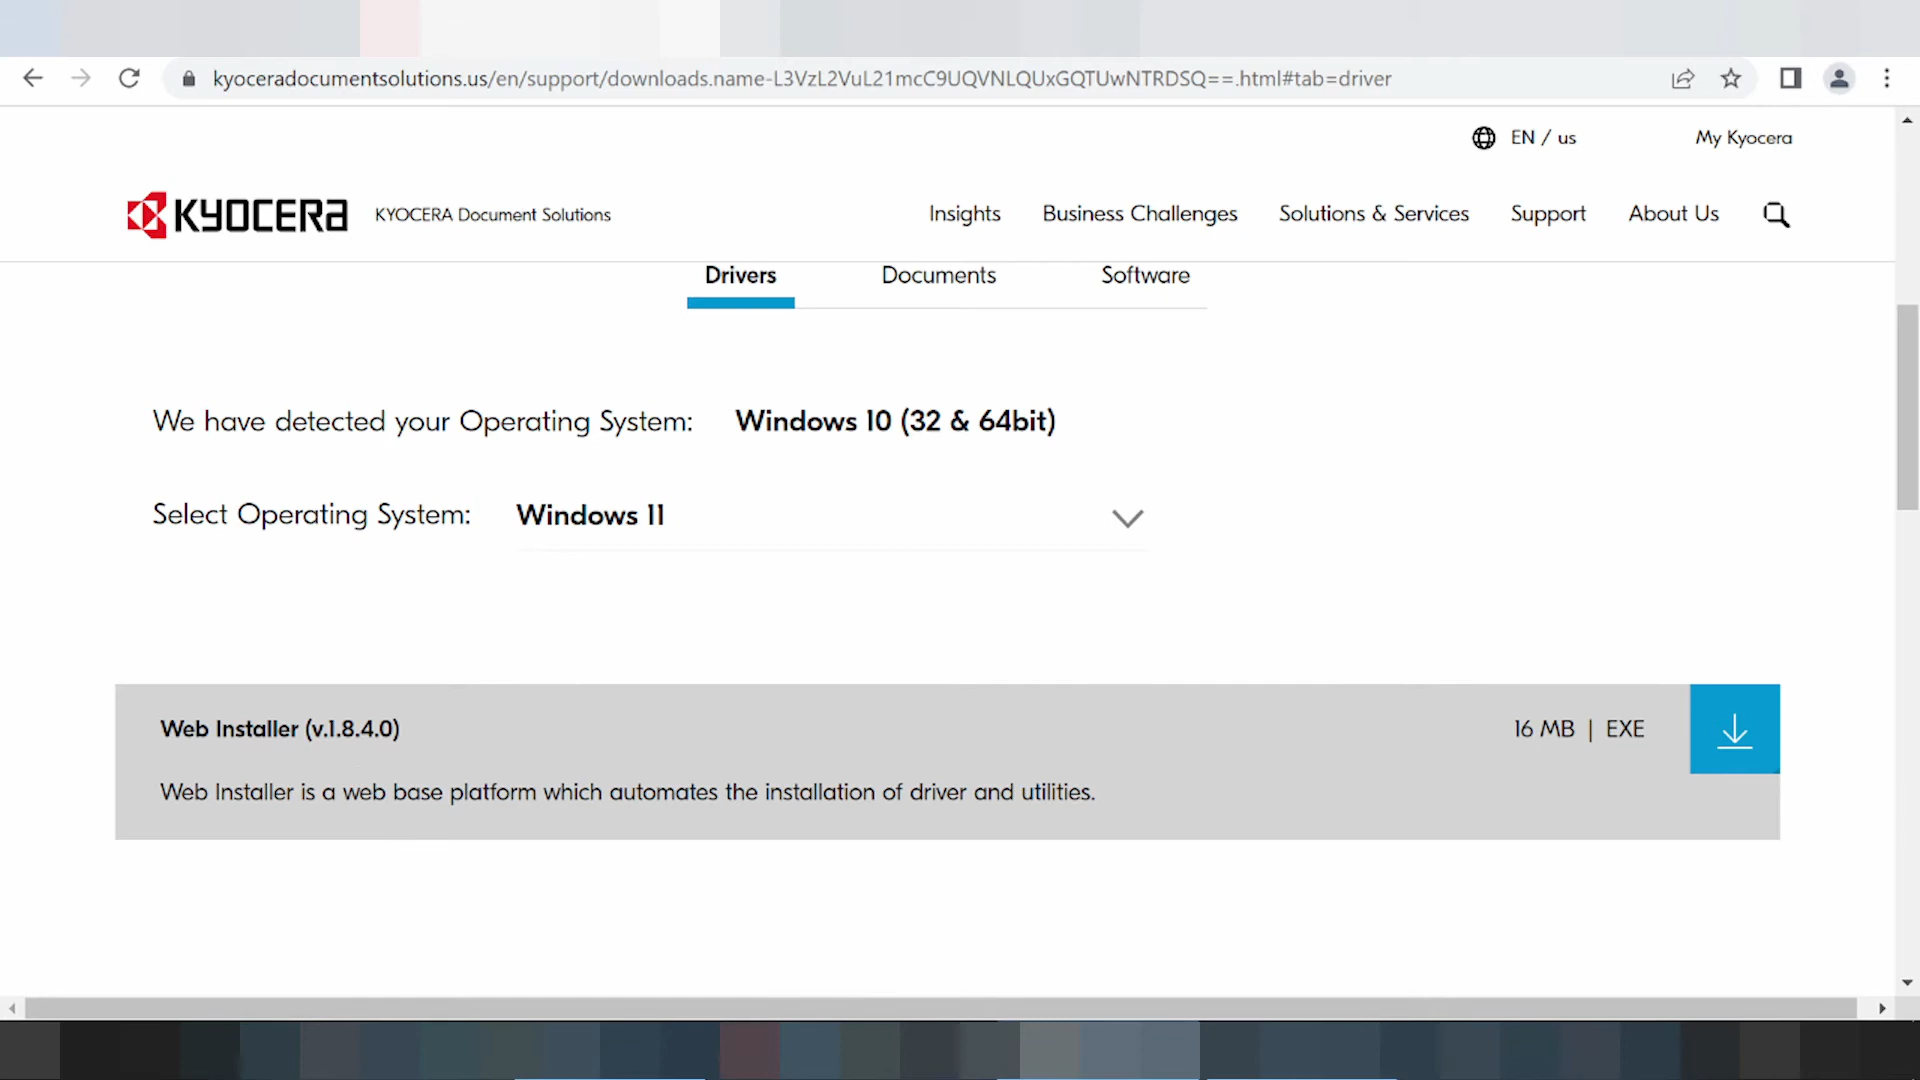 kyoceradocumentsolutions.us/en/support/downloads.name-L3VzL2VuL21mcC9UQVNLQUxGQTUwNTRDSQ==.html#tab=driver
EN / us
My Kyocera
KYOCERA
KYOCERA Document Solutions
Insights
Business Challenges
Solutions & Services
Support
About Us
Drivers
Documents
Software
We have detected your Operating System: Windows 10 (32 & 64bit)
Select Operating System: Windows 11
Web Installer (v.1.8.4.0)
16 MB | EXE
Web Installer is a web base platform which automates the installation of driver and utilities.